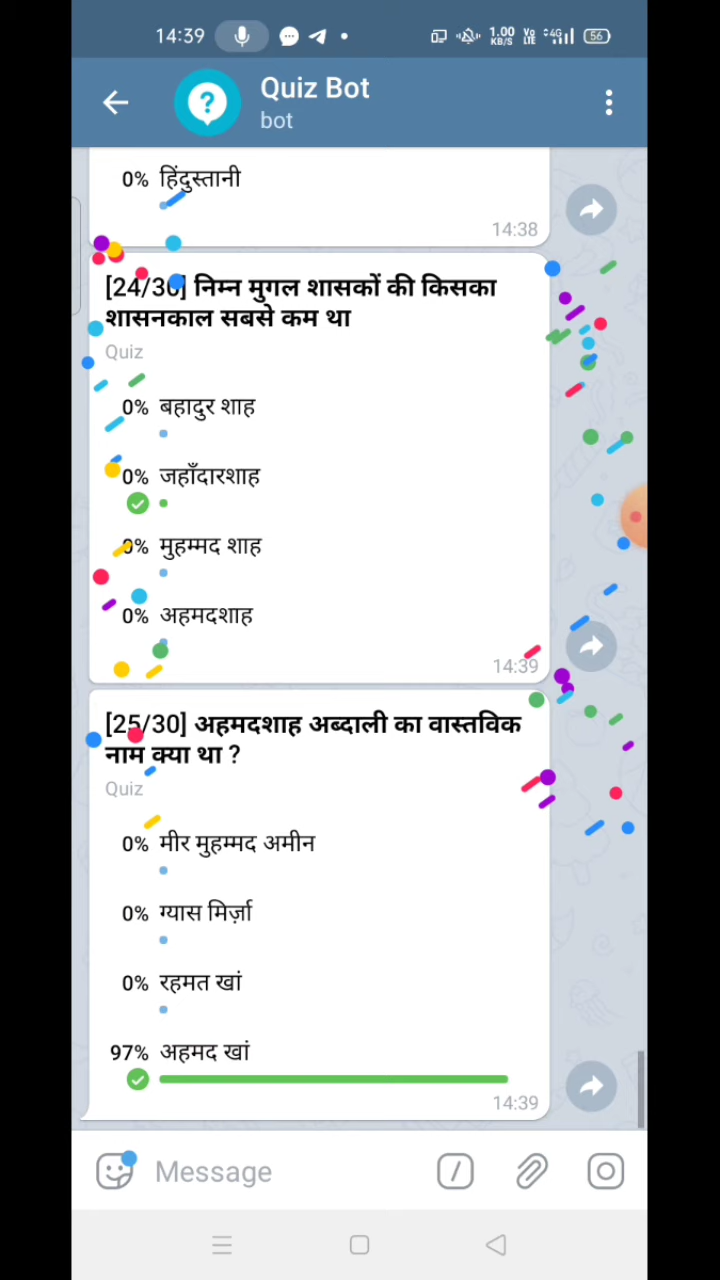 14:39
1.00 KB/S Vo LTE 4G 56
Quiz Bot
bot
0% हिंदुस्तानी
14:38
[24/30] निम्न मुगल शासकों की किसका
शासनकाल सबसे कम था
Quiz
0% बहादुर शाह
0% जहाँदारशाह
0% मुहम्मद शाह
0% अहमदशाह
14:39
[25/30] अहमदशाह अब्दाली का वास्तविक
नाम क्या था ?
Quiz
0% मीर मुहम्मद अमीन
0% ग्यास मिर्ज़ा
0% रहमत खां
97% अहमद खां
14:39
Message